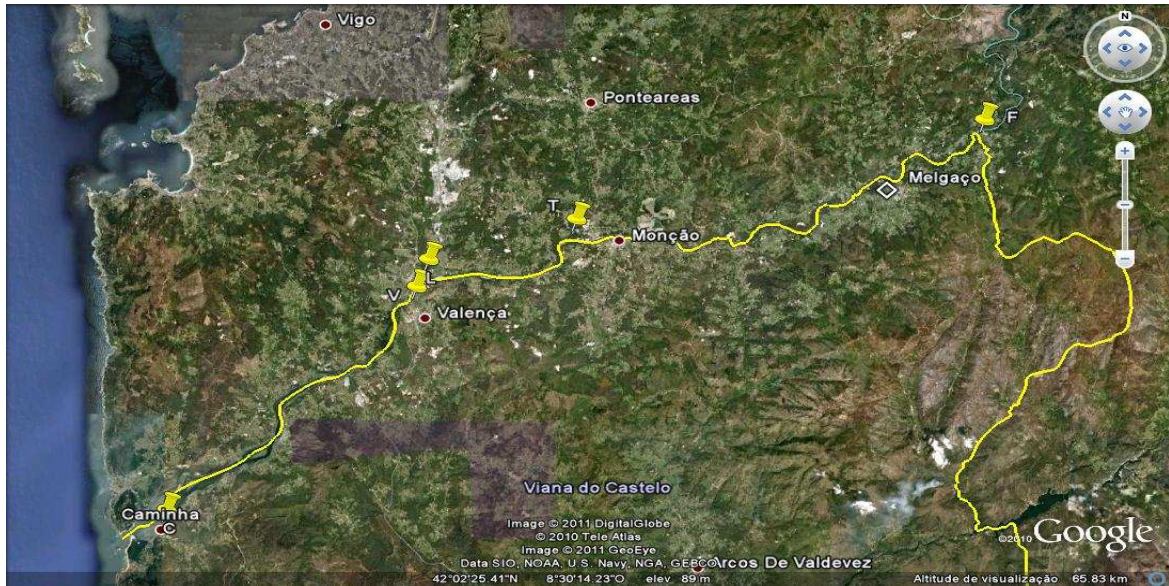 Vigo
N
Ponteareas
F
Melgaço
T
Monção
L
V
Valença
Caminha
C
Viana do Castelo
Image © 2011 DigitalGlobe
© 2010 Tele Atlas
Image © 2011 GeoEye
Data SIO, NOAA, U.S. Navy, NGA, GEBCO
Arcos De Valdevez
©2010 Google
42°02'25.41"N 8°30'14.23"O elev 89 m
Altitude de visualização 65.83 km